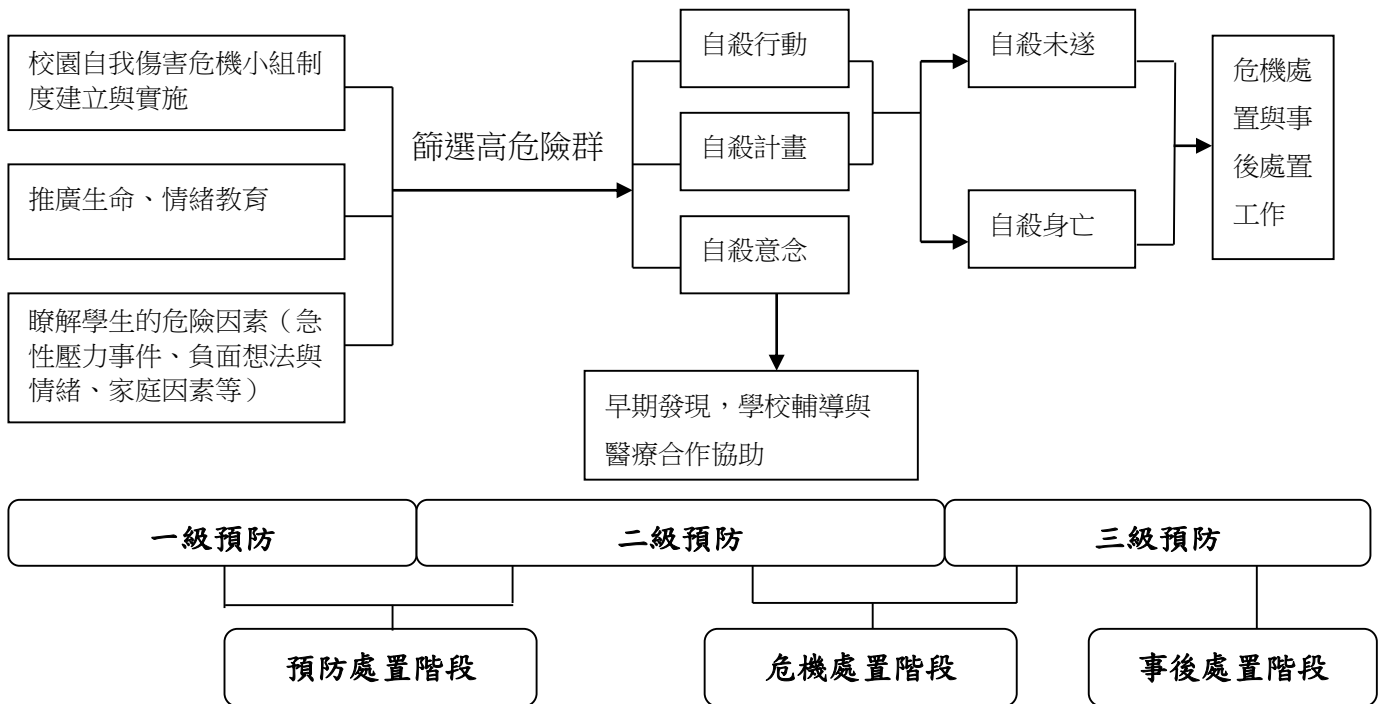 校園自我傷害危機小組制
度建立與實施
推廣生命、情緒教育
瞭解學生的危險因素（急
性壓力事件、負面想法與
情緒、家庭因素等）
篩選高危險群
自殺行動
自殺計畫
自殺意念
早期發現，學校輔導與
醫療合作協助
自殺未遂
自殺身亡
危機處
置與事
後處置
工作
一級預防
二級預防
三級預防
預防處置階段
危機處置階段
事後處置階段